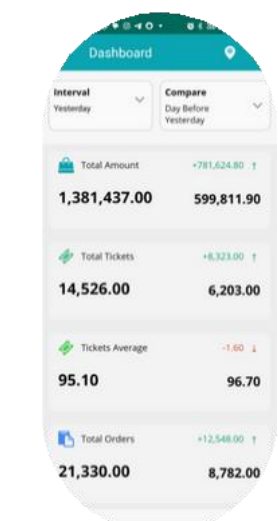 Dashboard
Interval
Yesterday
Compare
Day Before
Yesterday
Total Amount
+781,624.80 ↑
1,381,437.00
599,811.90
Total Tickets
+8,323.00 ↑
14,526.00
6,203.00
Tickets Average
-1.60 ↓
95.10
96.70
Total Orders
+12,548.00 ↑
21,330.00
8,782.00